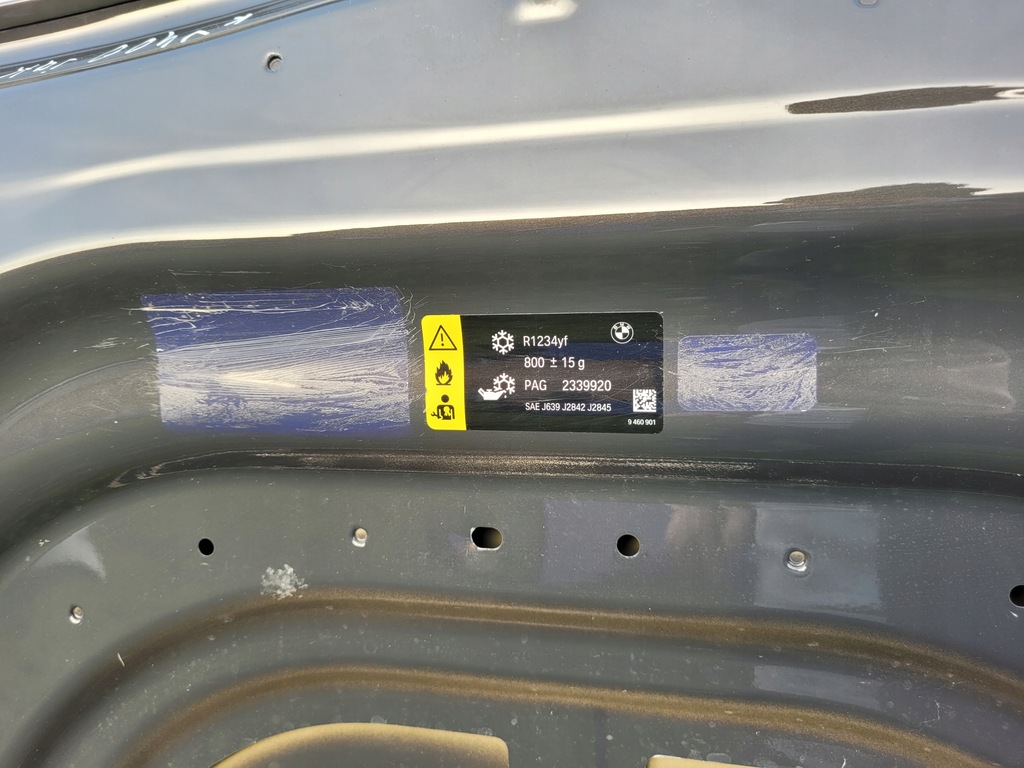 R1234yf
800 ± 15 g
PAG 2339920
SAE J639 J2842 J2845
9 460 901